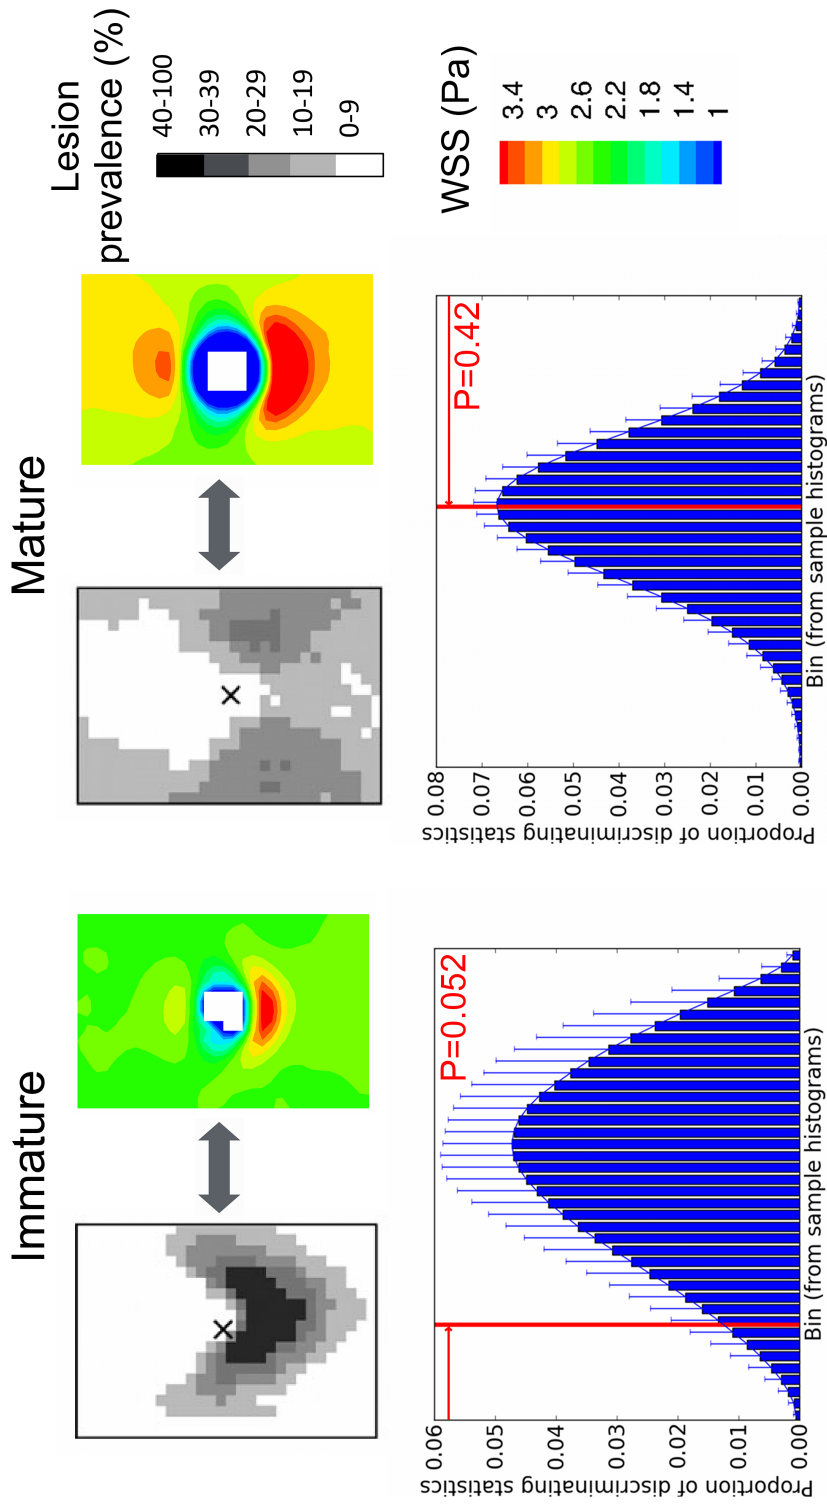 Immature
Mature
Lesion
prevalence (%)
40-100
30-39
20-29
10-19
0-9
WSS (Pa)
3.4
3
2.6
2.2
1.8
1.4
1
×
×
P=0.052
0.06
0.05
0.04
0.03
0.02
0.01
0.00
Proportion of discriminating statistics
Bin (from sample histograms)
P=0.42
0.08
0.07
0.06
0.05
0.04
0.03
0.02
0.01
0.00
Proportion of discriminating statistics
Bin (from sample histograms)